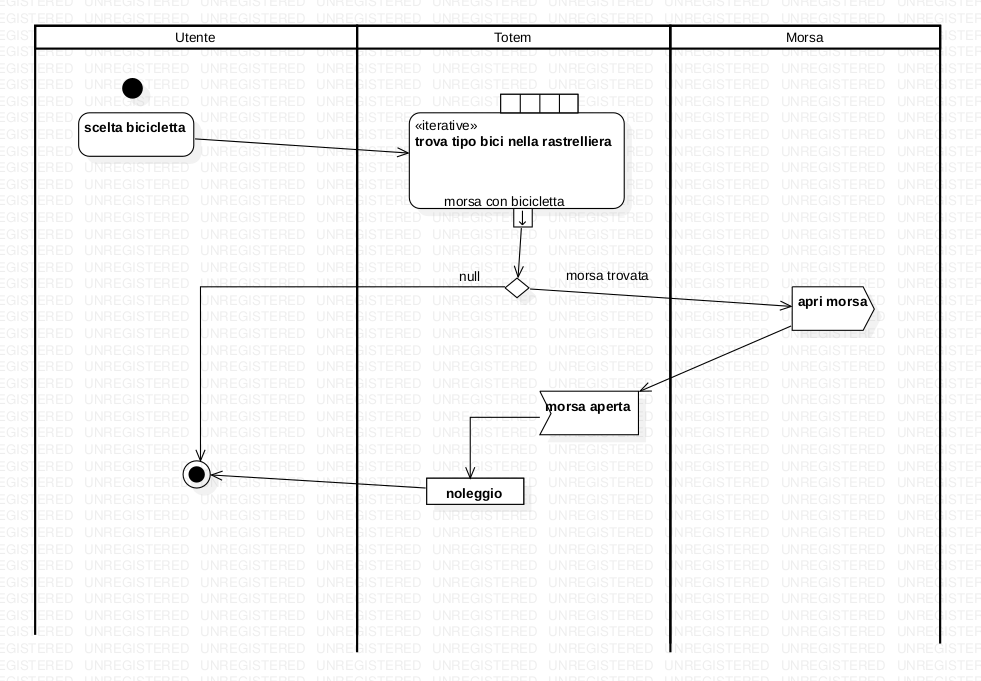 Utente
Totem
Morsa
scelta bicicletta
«iterative»
trova tipo bici nella rastrelliera
morsa con bicicletta
null
morsa trovata
apri morsa
morsa aperta
noleggio
UNREGISTERED